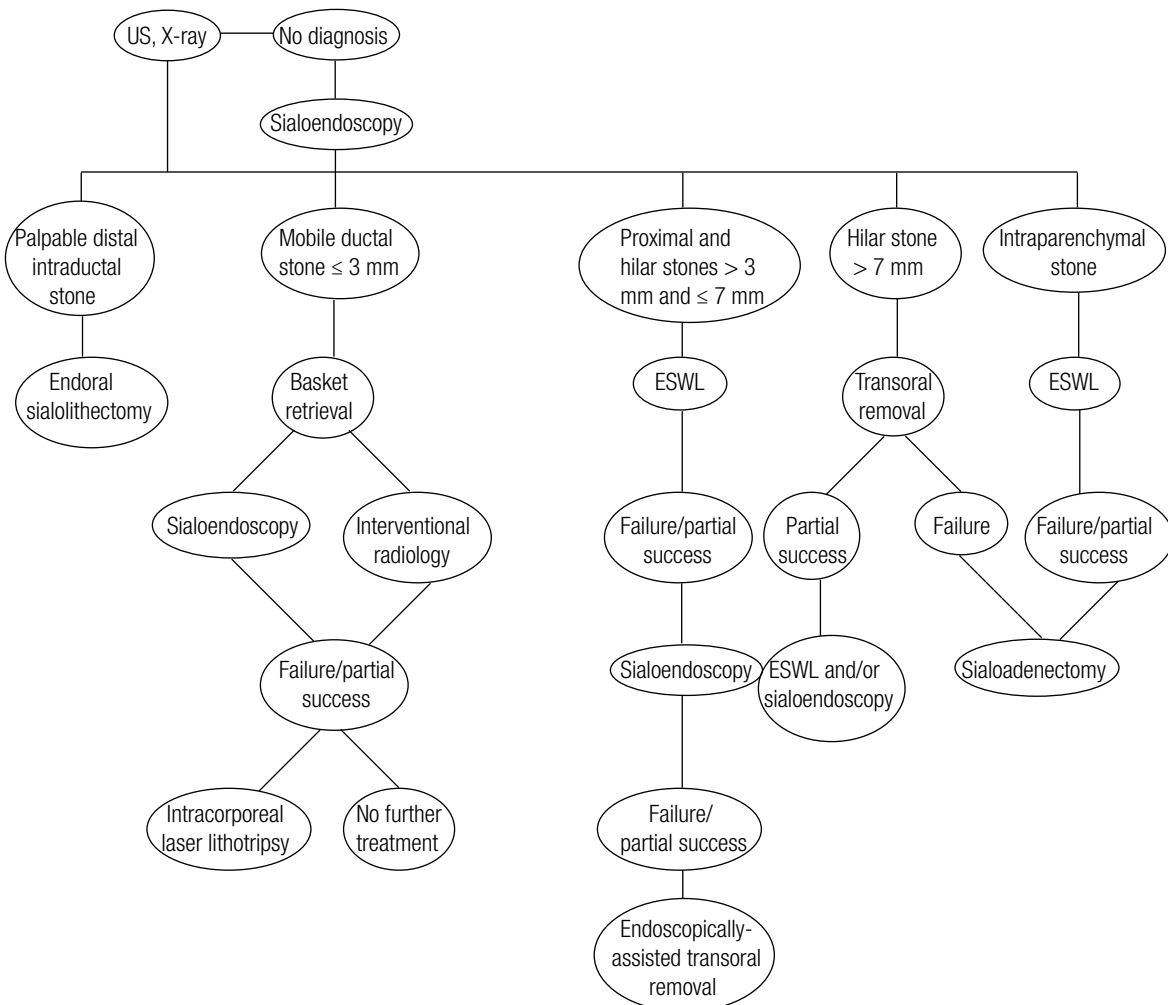 US, X-ray
No diagnosis
Sialoendoscopy
Palpable distal
intraductal
stone
Mobile ductal
stone ≤ 3 mm
Proximal and
hilar stones > 3
mm and ≤ 7 mm
Hilar stone
> 7 mm
Intraparenchymal
stone
Endoral
sialolithectomy
Basket
retrieval
ESWL
Transoral
removal
ESWL
Sialoendoscopy
Interventional
radiology
Failure/partial
success
Partial
success
Failure
Failure/partial
success
Failure/partial
success
Sialoendoscopy
ESWL and/or
sialoendoscopy
Sialoadenectomy
Intracorporeal
laser lithotripsy
No further
treatment
Failure/
partial success
Endoscopically-
assisted transoral
removal